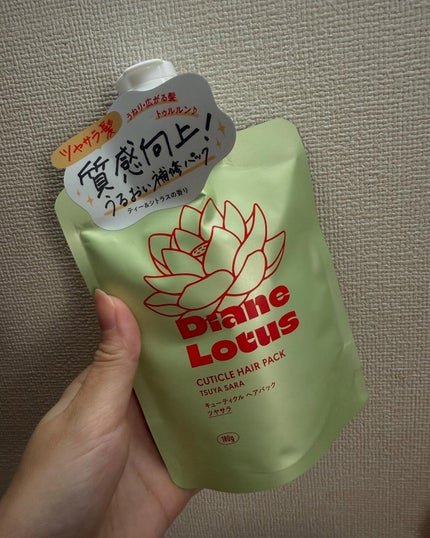 ツヤサラ髪
うねり・広がる髪
トゥルルン♪
質感向上!
うるおい補修パック
ティー&シトラスの香り
Diane
Lotus
CUTICLE HAIR PACK
TSUYA SARA
キューティクル ヘアパック
ツヤサラ
180g